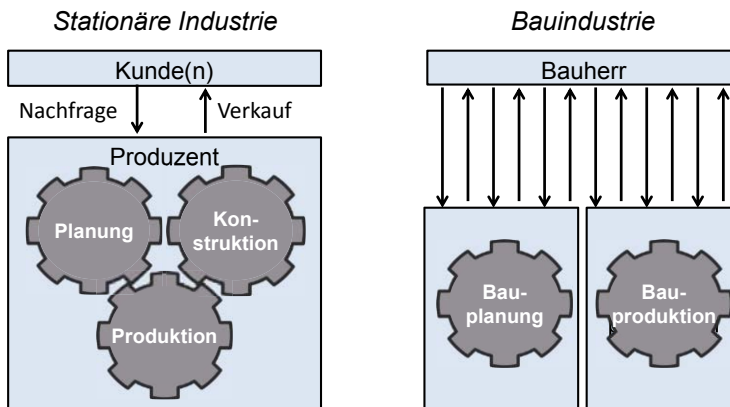 Stationäre Industrie
Kunde(n)
Nachfrage
Verkauf
Produzent
Planung
Kon-
struktion
Produktion
Bauindustrie
Bauherr
Bau-
planung
Bau-
produktion